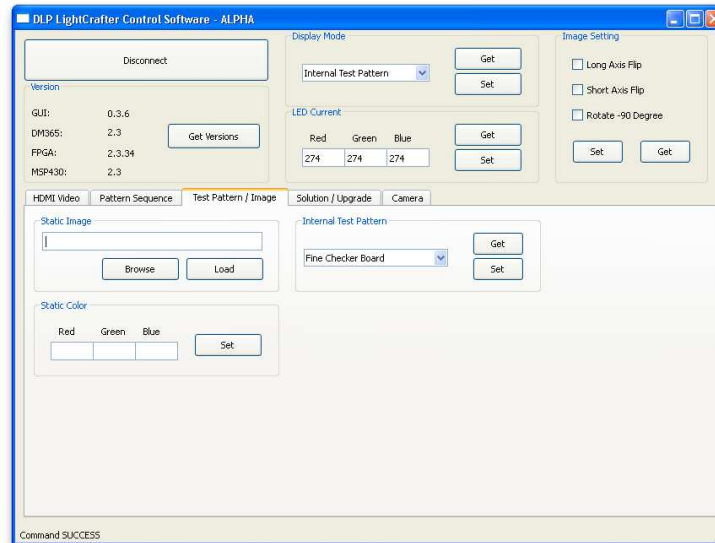 DLP LightCrafter Control Software - ALPHA
Disconnect
Version
GUI: 0.3.6
DM365: 2.3
FPGA: 2.3.34
MSP430: 2.3
Get Versions
Display Mode
Internal Test Pattern
Get
Set
LED Current
Red Green Blue
274 274 274
Get
Set
Image Setting
Long Axis Flip
Short Axis Flip
Rotate -90 Degree
Set Get
HDMI Video Pattern Sequence Test Pattern / Image Solution / Upgrade Camera
Static Image
Browse Load
Internal Test Pattern
Fine Checker Board
Get
Set
Static Color
Red Green Blue
Set
Command SUCCESS